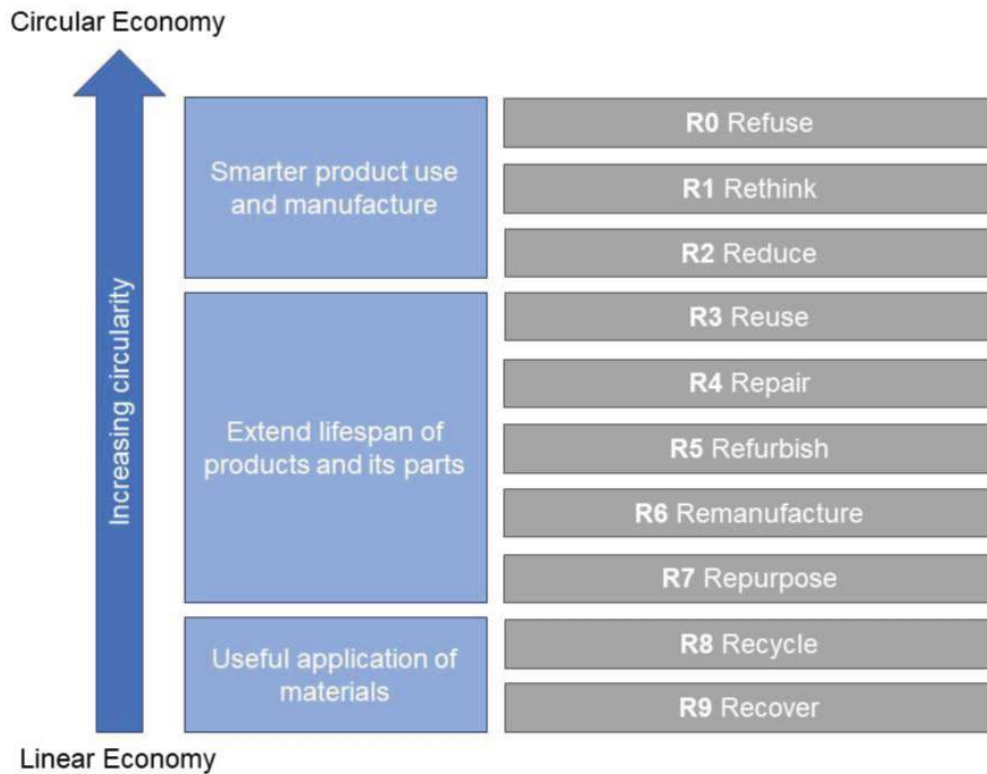 Circular Economy
Increasing circularity
Smarter product use
and manufacture
R0 Refuse
R1 Rethink
R2 Reduce
Extend lifespan of
products and its parts
R3 Reuse
R4 Repair
R5 Refurbish
R6 Remanufacture
R7 Repurpose
Useful application of
materials
R8 Recycle
R9 Recover
Linear Economy